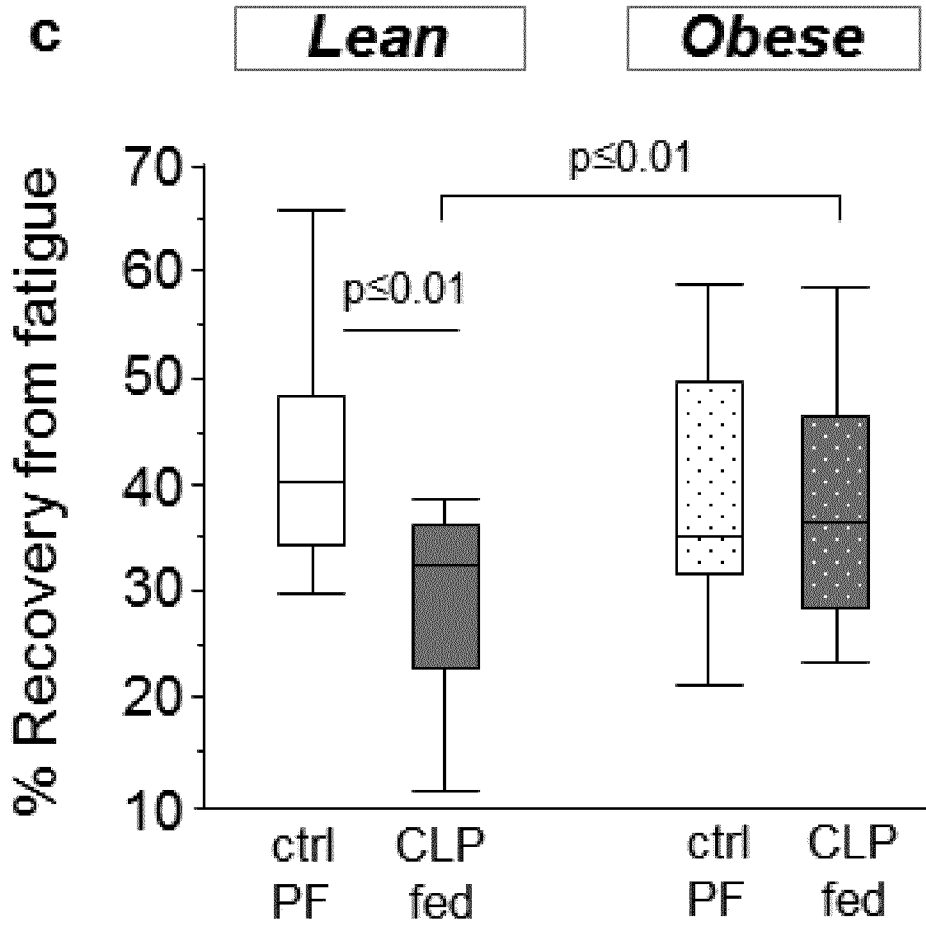 c
Lean
Obese
% Recovery from fatigue
70
60
50
40
30
20
10
p≤0.01
p≤0.01
ctrl
PF
CLP
fed
ctrl
PF
CLP
fed